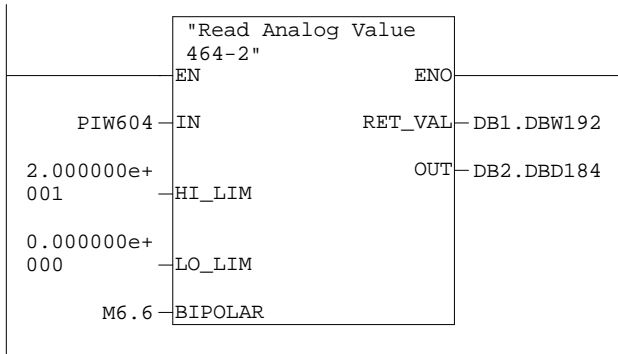 "Read Analog Value
464-2"
EN ENO
PIW604 IN RET_VAL DB1.DBW192
2.000000e+ OUT DB2.DBD184
001 HI_LIM
0.000000e+
000 LO_LIM
M6.6 BIPOLAR